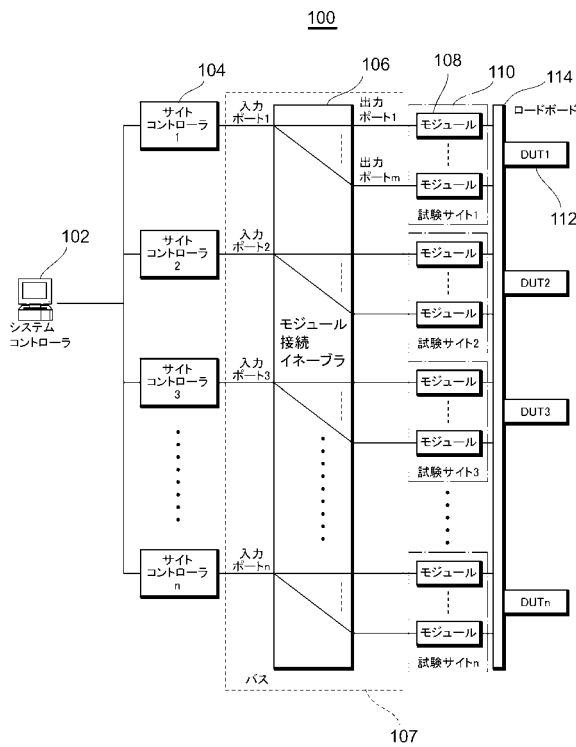 100
104
106
108
110
114
サイト
コントローラ
1
入力
ポート1
出力
ポート1
モジュール
ロードボード
DUT1
出力
ポートm
モジュール
試験サイト1
112
102
サイト
コントローラ
2
入力
ポート2
モジュール
DUT2
システム
コントローラ
モジュール
接続
イネーブラ
モジュール
試験サイト2
サイト
コントローラ
3
入力
ポート3
モジュール
DUT3
モジュール
試験サイト3
サイト
コントローラ
n
入力
ポートn
モジュール
DUTn
モジュール
試験サイトn
バス
107